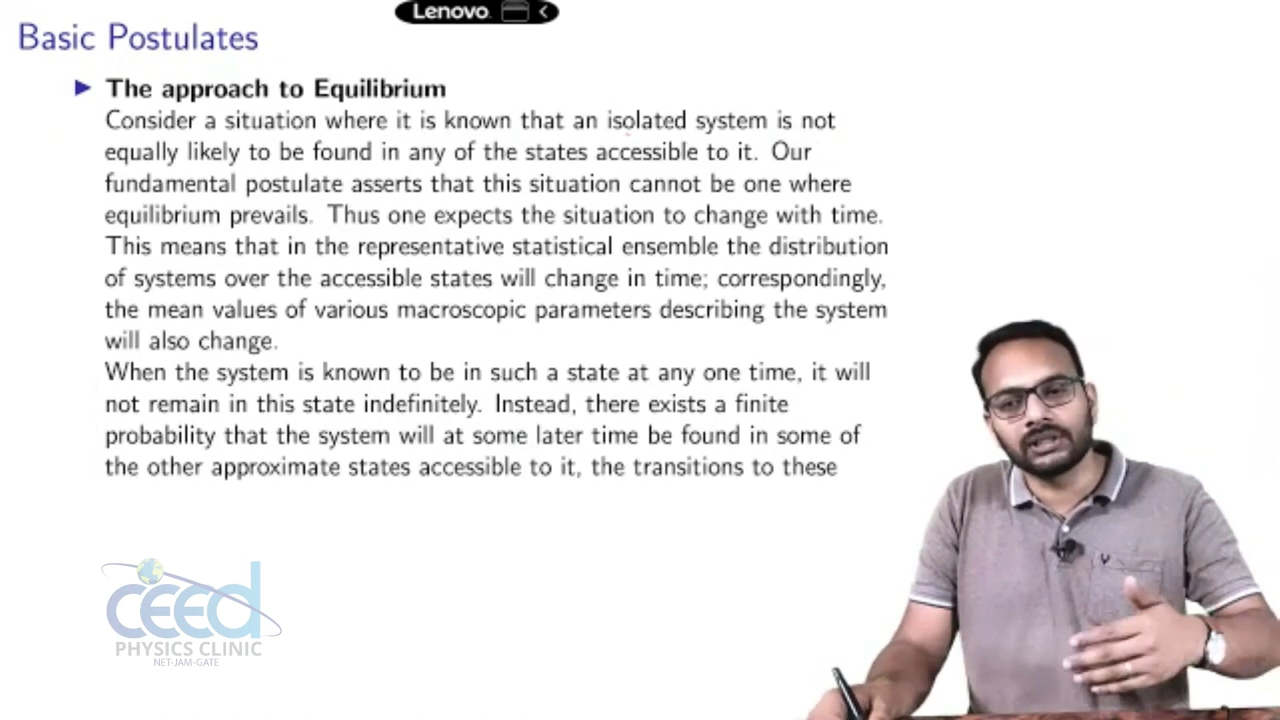 Lenovo
Basic Postulates
The approach to Equilibrium
Consider a situation where it is known that an isolated system is not
equally likely to be found in any of the states accessible to it. Our
fundamental postulate asserts that this situation cannot be one where
equilibrium prevails. Thus one expects the situation to change with time.
This means that in the representative statistical ensemble the distribution
of systems over the accessible states will change in time; correspondingly,
the mean values of various macroscopic parameters describing the system
will also change.
When the system is known to be in such a state at any one time, it will
not remain in this state indefinitely. Instead, there exists a finite
probability that the system will at some later time be found in some of
the other approximate states accessible to it, the transitions to these
ceed
PHYSICS CLINIC
NET-JAM-GATE